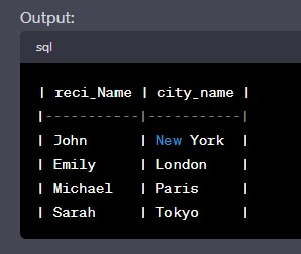 Output:
sql
| reci_Name | city_name |
|-----------|-----------|
| John      | New York  |
| Emily     | London    |
| Michael   | Paris     |
| Sarah     | Tokyo     |